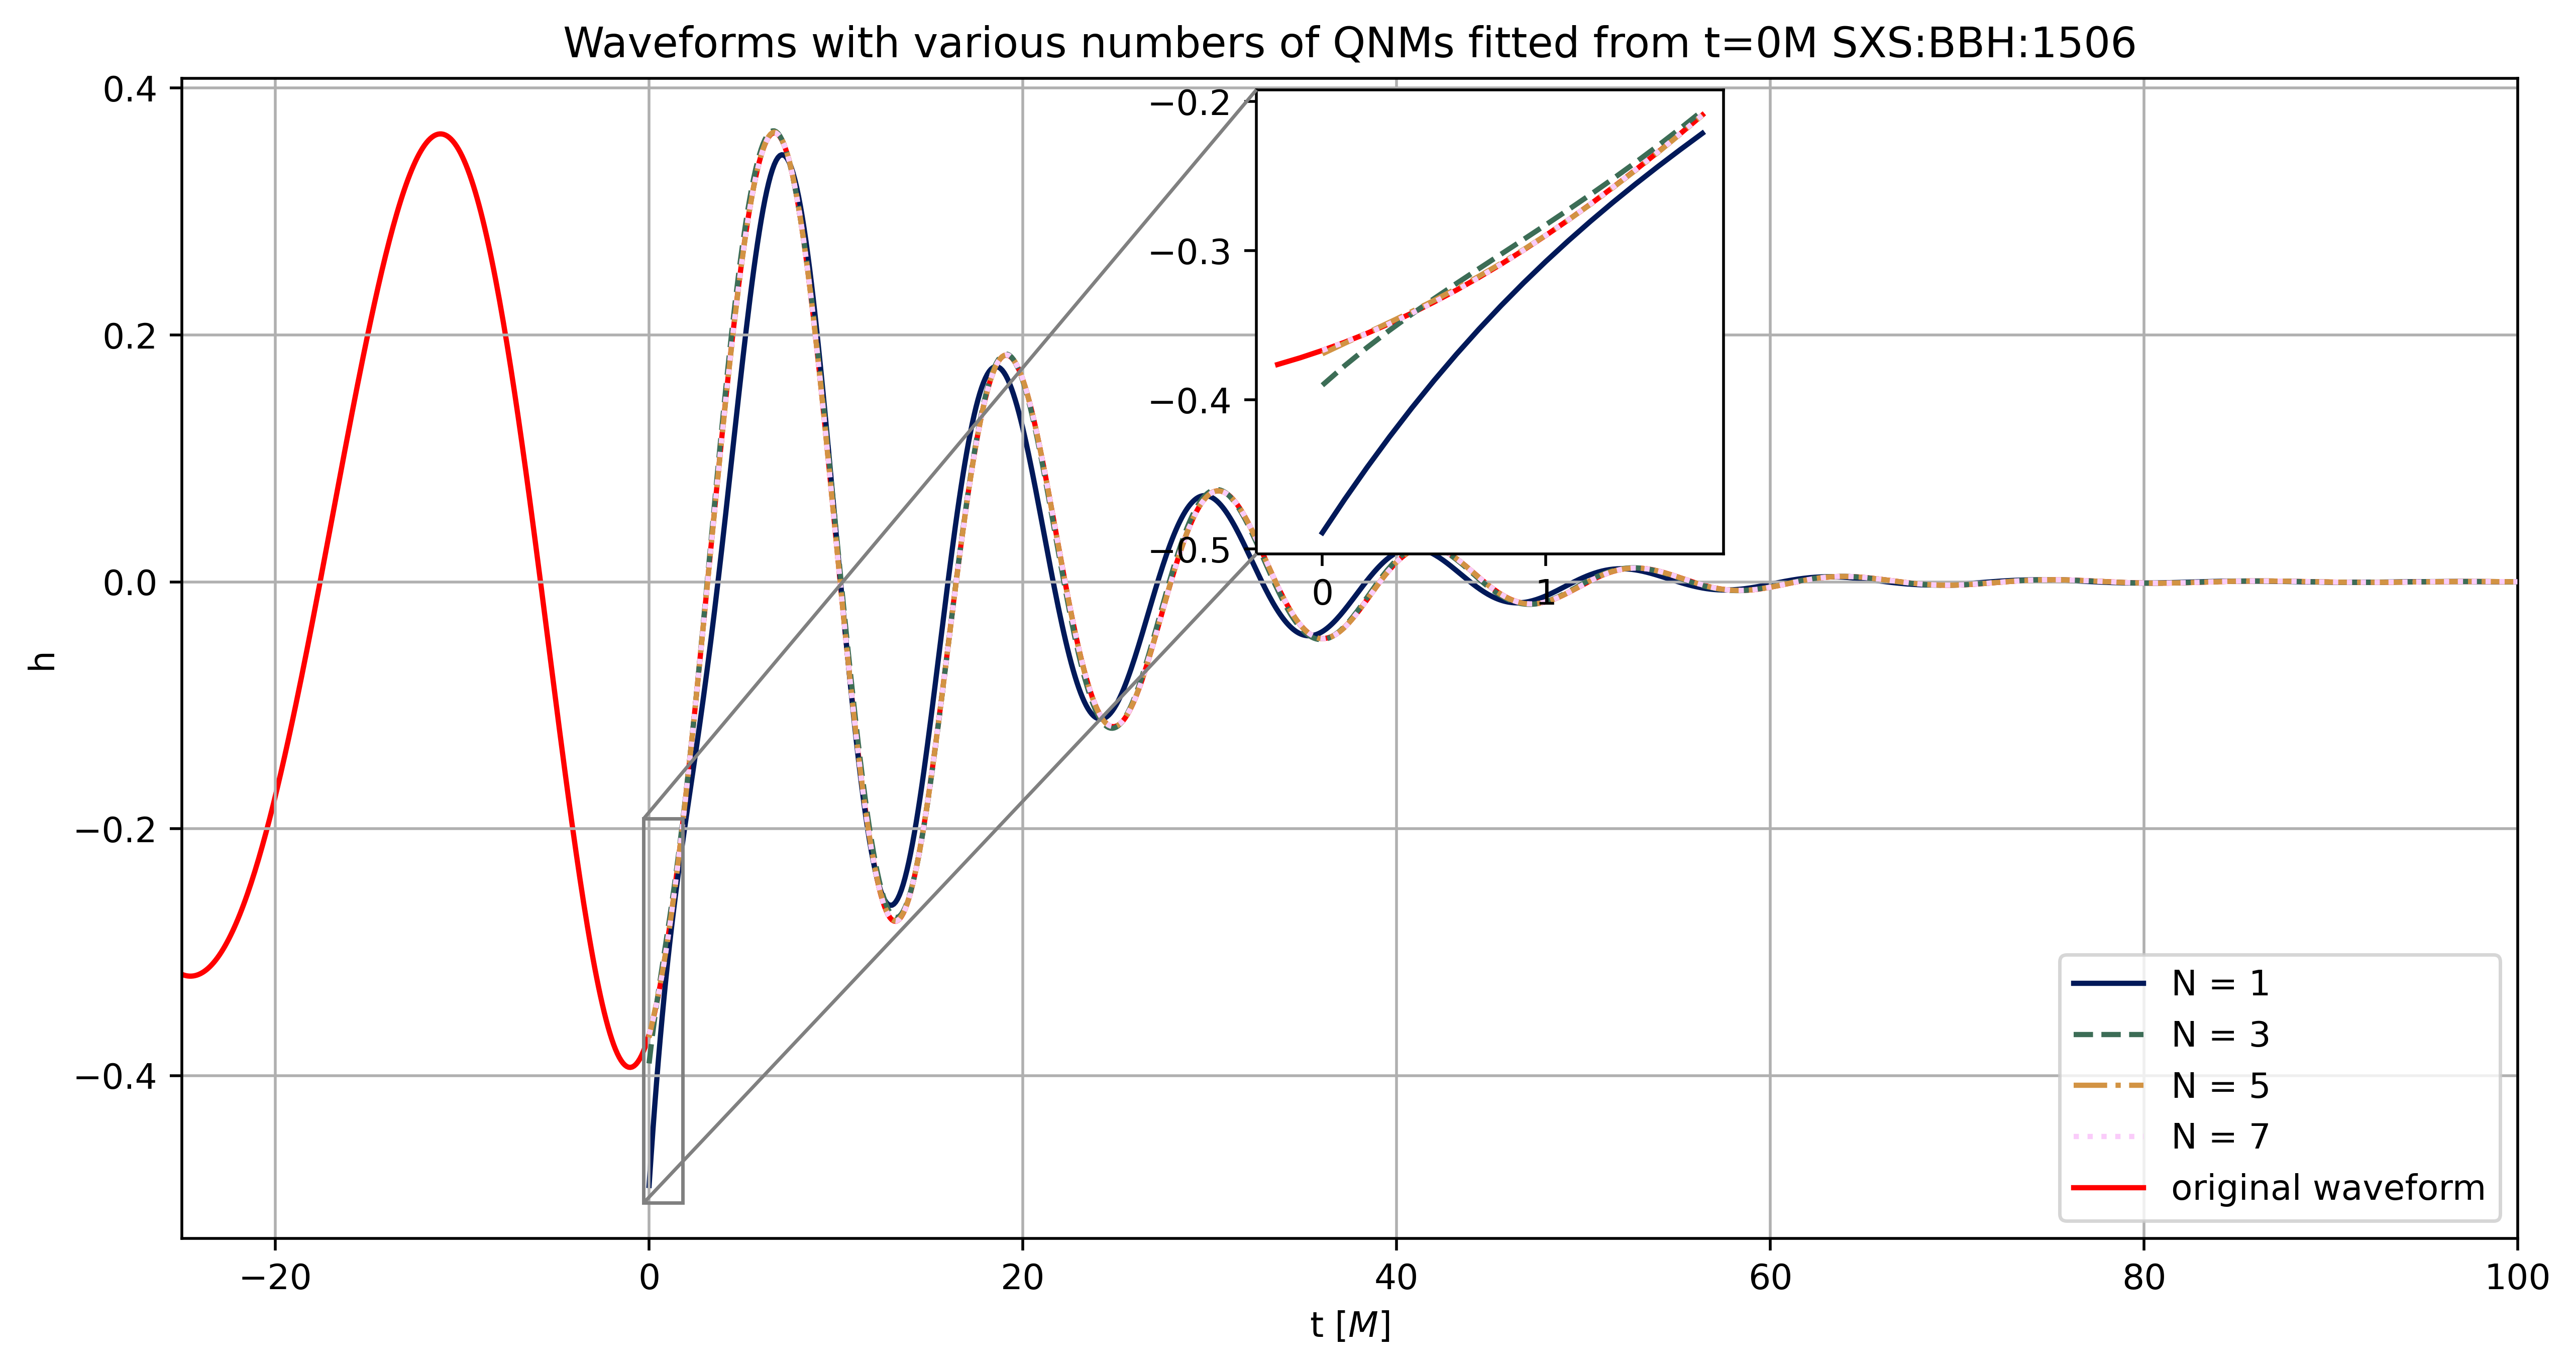 Waveforms with various numbers of QNMs fitted from t=0M SXS:BBH:1506
0.4
0.2
0.0
−0.2
−0.4
h
−0.2
−0.3
−0.4
−0.5
0
1
N = 1
N = 3
N = 5
N = 7
original waveform
−20
0
20
40
60
80
100
t [M]